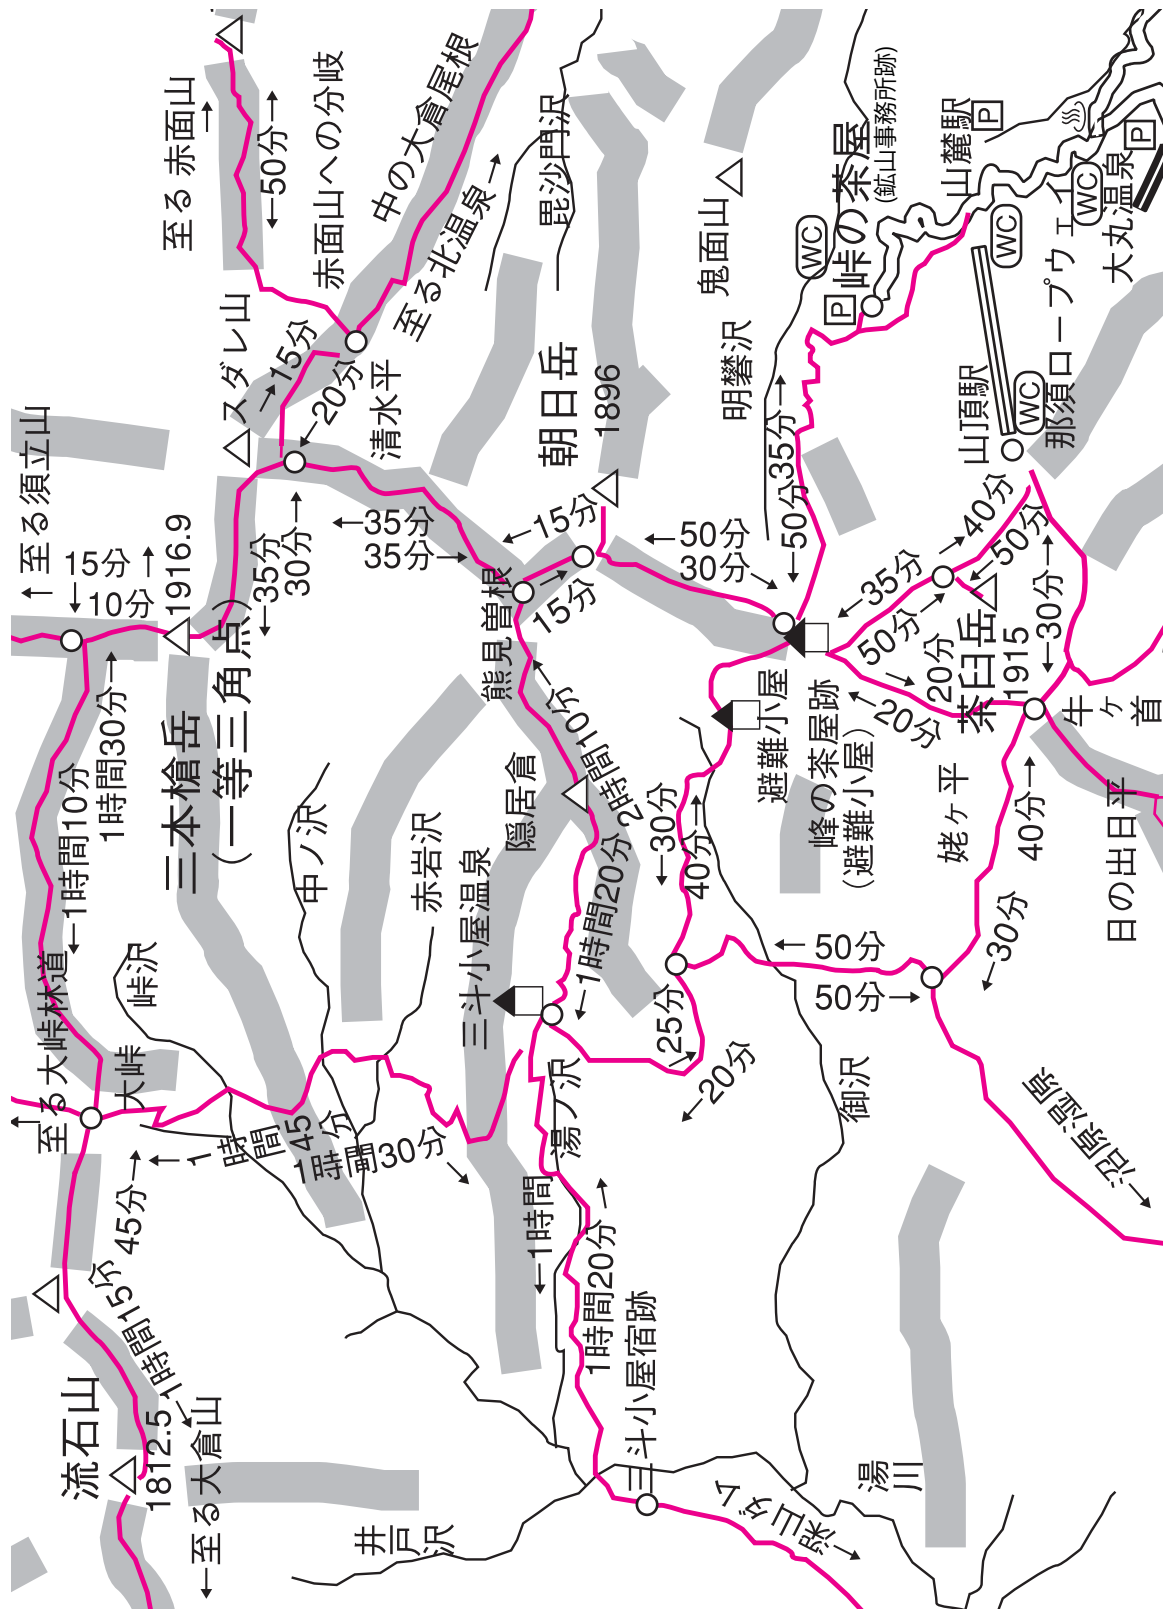 至る 赤面山
50分
赤面山への分岐
中の大倉尾根
至る北温泉
毘沙門沢
スダレ山
15分
20分
清水平
至る須立山
15分
10分
1916.9
35分
30分
三本槍岳
(一等三角点)
35分
35分
朝日岳
1896
15分
15分
熊見曽根
鬼面山
明礬沢
50分
30分
35分
50分
WC
P
峠の茶屋
(鉱山事務所跡)
山麓駅
P
WC
WC
P
大丸温泉
那須ロープウェイ
山頂駅
WC
40分
35分
50分
50分
20分
20分
30分
茶臼岳
1915
牛ヶ首
日の出日平
姥ヶ平
40分
30分
避難小屋
峰の茶屋跡
(避難小屋)
30分
40分
50分
50分
隠居倉
2時間10分
1時間20分
三斗小屋温泉
25分
20分
御沢
沼原湿原
1時間30分
1時間10分
中ノ沢
赤岩沢
峠沢
至る大峠林道
大峠
1時間45分
1時間30分
湯ノ沢
1時間
1時間20分
三斗小屋宿跡
45分
1時間15分
流石山
1812.5
至る大倉山
井戸沢
深山ダム
湯川